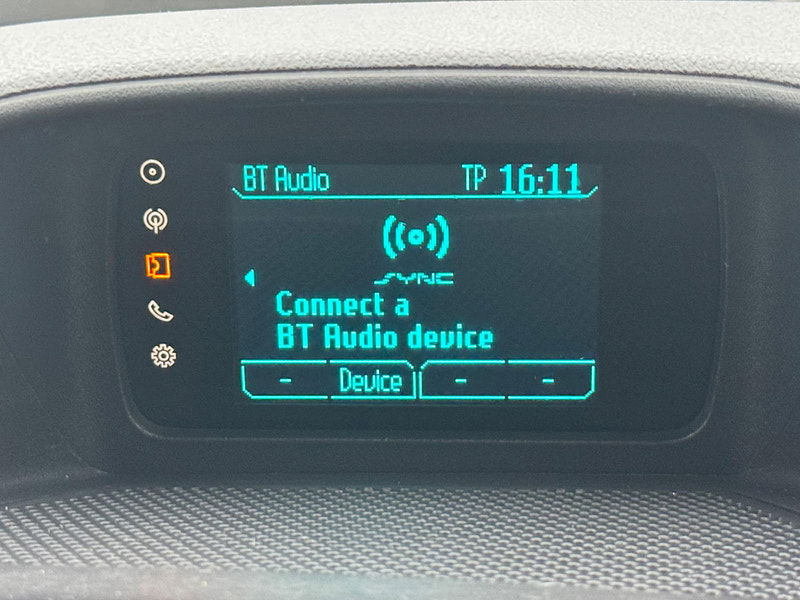 BT Audio TP 16:11
SYNC
Connect a
BT Audio device
- Device - -